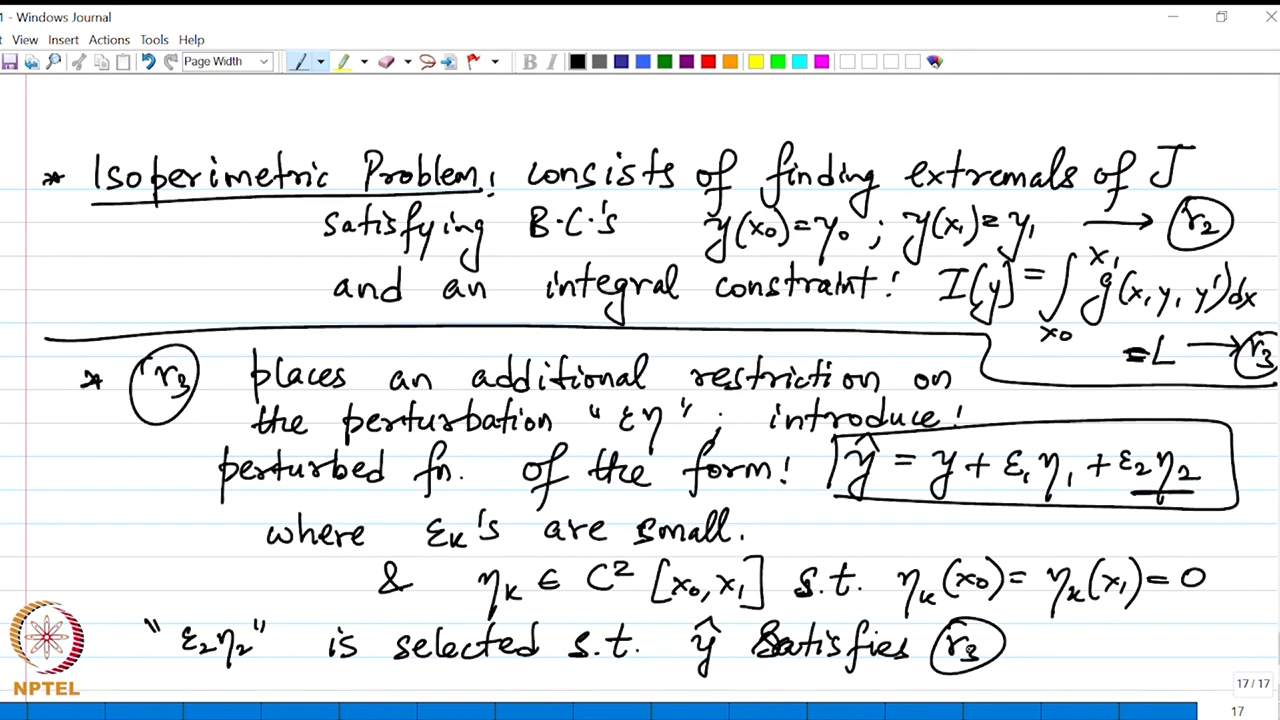 1 - Windows Journal
View Insert Actions Tools Help
Page Width
B I
* Isoperimetric Problem: consists of finding extremals of J
satisfying B.C.'s y(x₀)=y₀ ; y(x₁)=y₁ → r₂
and an integral constraint: I[y] = ∫_{x₀}^{x₁} g(x, y, y')dx
=L → r₃
* r₃ places an additional restriction on
the perturbation "εη"; introduce:
perturbed fn. of the form: ŷ = y + ε₁η₁ + ε₂η₂
where εₖ's are small.
& ηₖ ∈ C² [x₀, x₁] s.t. ηₖ(x₀) = ηₖ(x₁) = 0
"ε₂η₂" is selected s.t. ŷ satisfies r₃
NPTEL
17 / 17
17